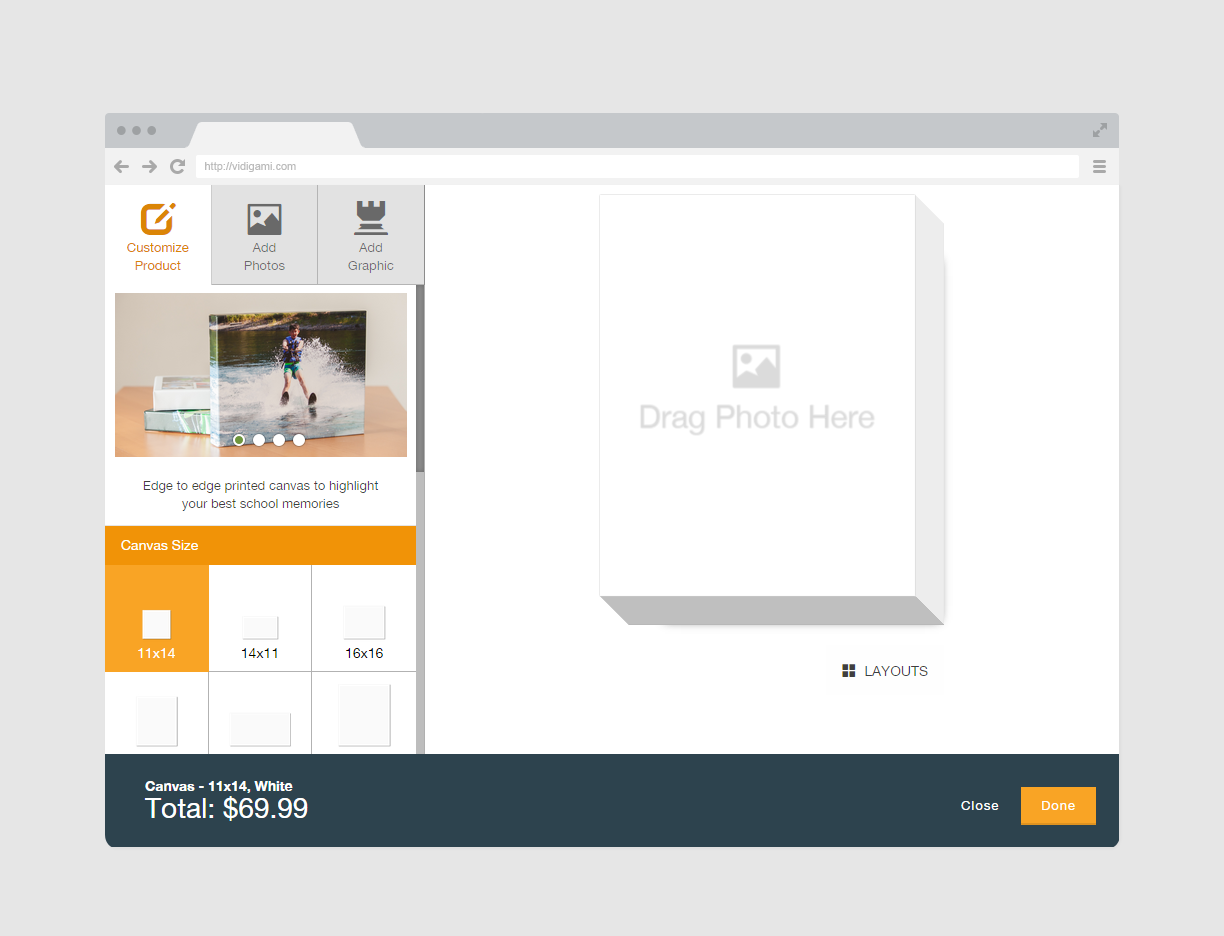 http://vidigami.com
Customize
Product
Add
Photos
Add
Graphic
Edge to edge printed canvas to highlight
your best school memories
Canvas Size
11x14
14x11
16x16
Drag Photo Here
LAYOUTS
Canvas - 11x14, White
Total: $69.99
Close
Done